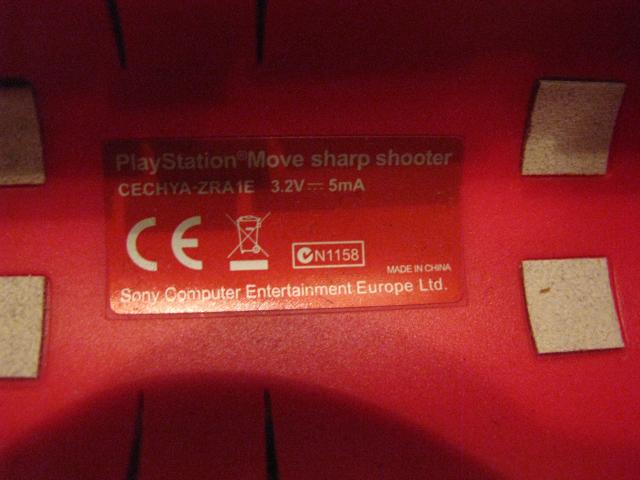 PlayStation®Move sharp shooter
CECHYA-ZRA1E 3.2V⎓5mA
CE
N1158
MADE IN CHINA
Sony Computer Entertainment Europe Ltd.